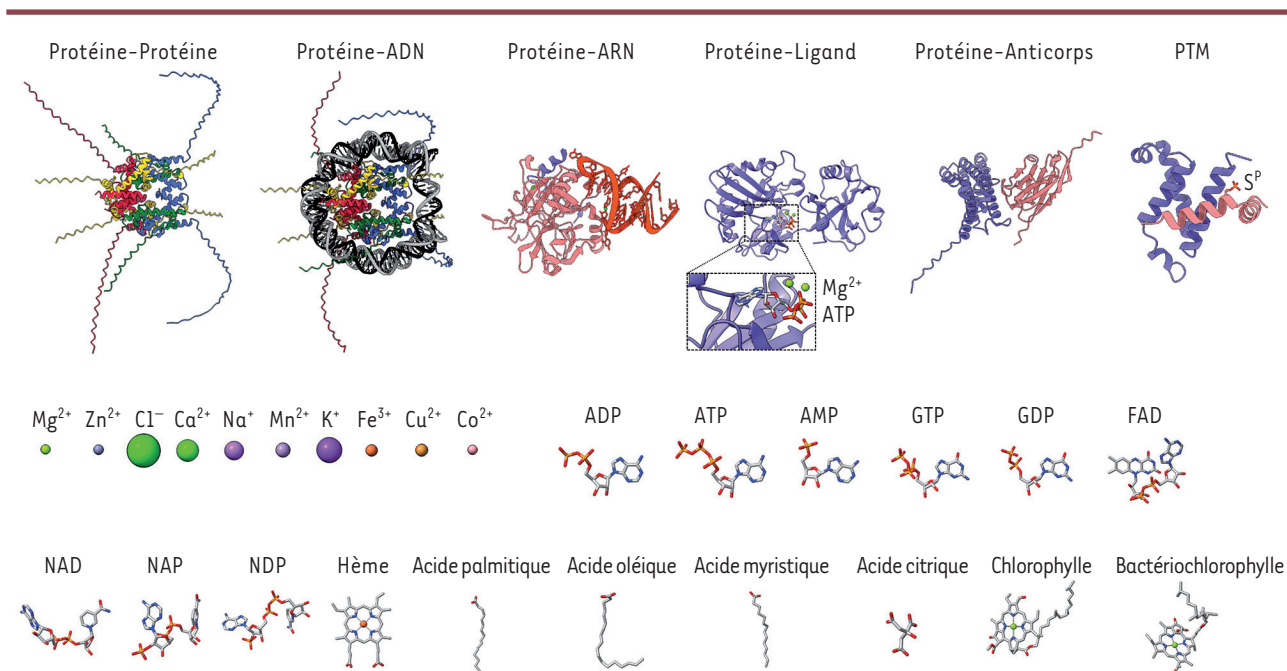 Protéine–Protéine Protéine–ADN Protéine–ARN Protéine–Ligand Protéine–Anticorps PTM
Sᴾ
Mg²⁺
ATP
Mg²⁺ Zn²⁺ Cl⁻ Ca²⁺ Na⁺ Mn²⁺ K⁺ Fe³⁺ Cu²⁺ Co²⁺ ADP ATP AMP GTP GDP FAD
NAD NAP NDP Hème Acide palmitique Acide oléique Acide myristique Acide citrique Chlorophylle Bactériochlorophylle